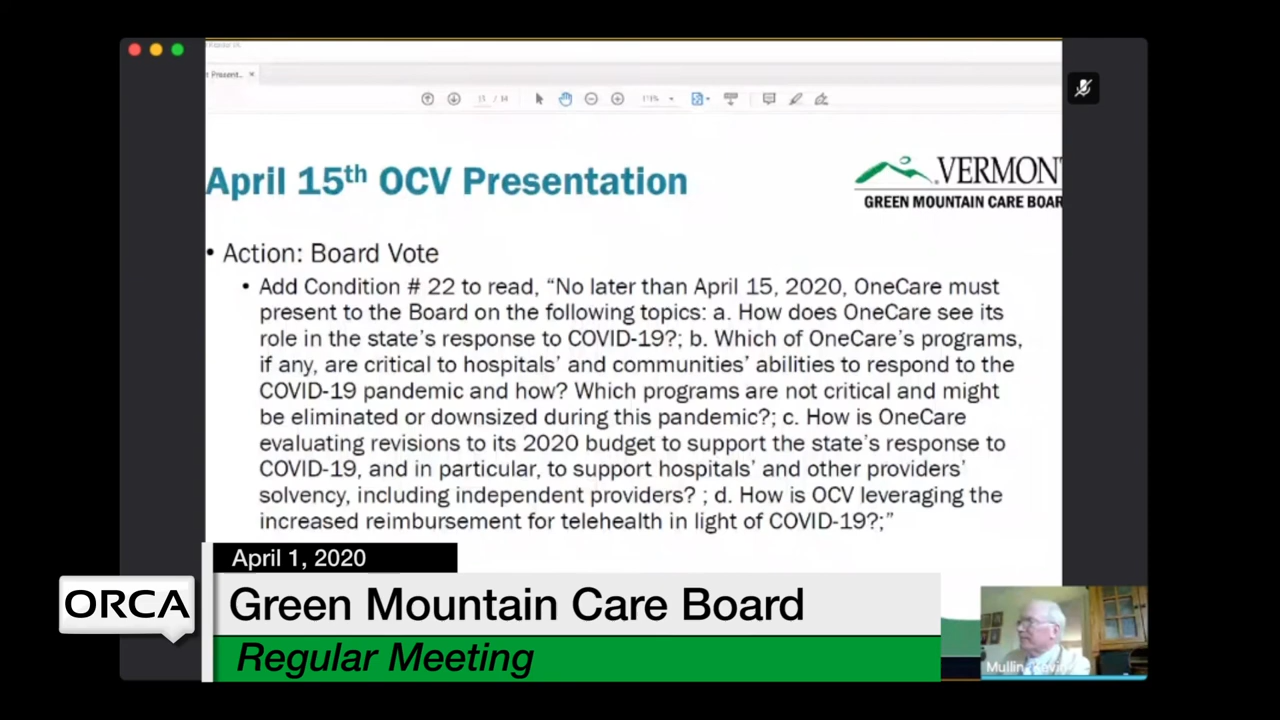 t Present..
April 15th OCV Presentation
VERMONT
GREEN MOUNTAIN CARE BOAR
• Action: Board Vote
• Add Condition # 22 to read, “No later than April 15, 2020, OneCare must
present to the Board on the following topics: a. How does OneCare see its
role in the state’s response to COVID-19?; b. Which of OneCare’s programs,
if any, are critical to hospitals’ and communities’ abilities to respond to the
COVID-19 pandemic and how? Which programs are not critical and might
be eliminated or downsized during this pandemic?; c. How is OneCare
evaluating revisions to its 2020 budget to support the state’s response to
COVID-19, and in particular, to support hospitals’ and other providers’
solvency, including independent providers? ; d. How is OCV leveraging the
increased reimbursement for telehealth in light of COVID-19?;”
April 1, 2020
ORCA
Green Mountain Care Board
Regular Meeting
Mullin, Kevin